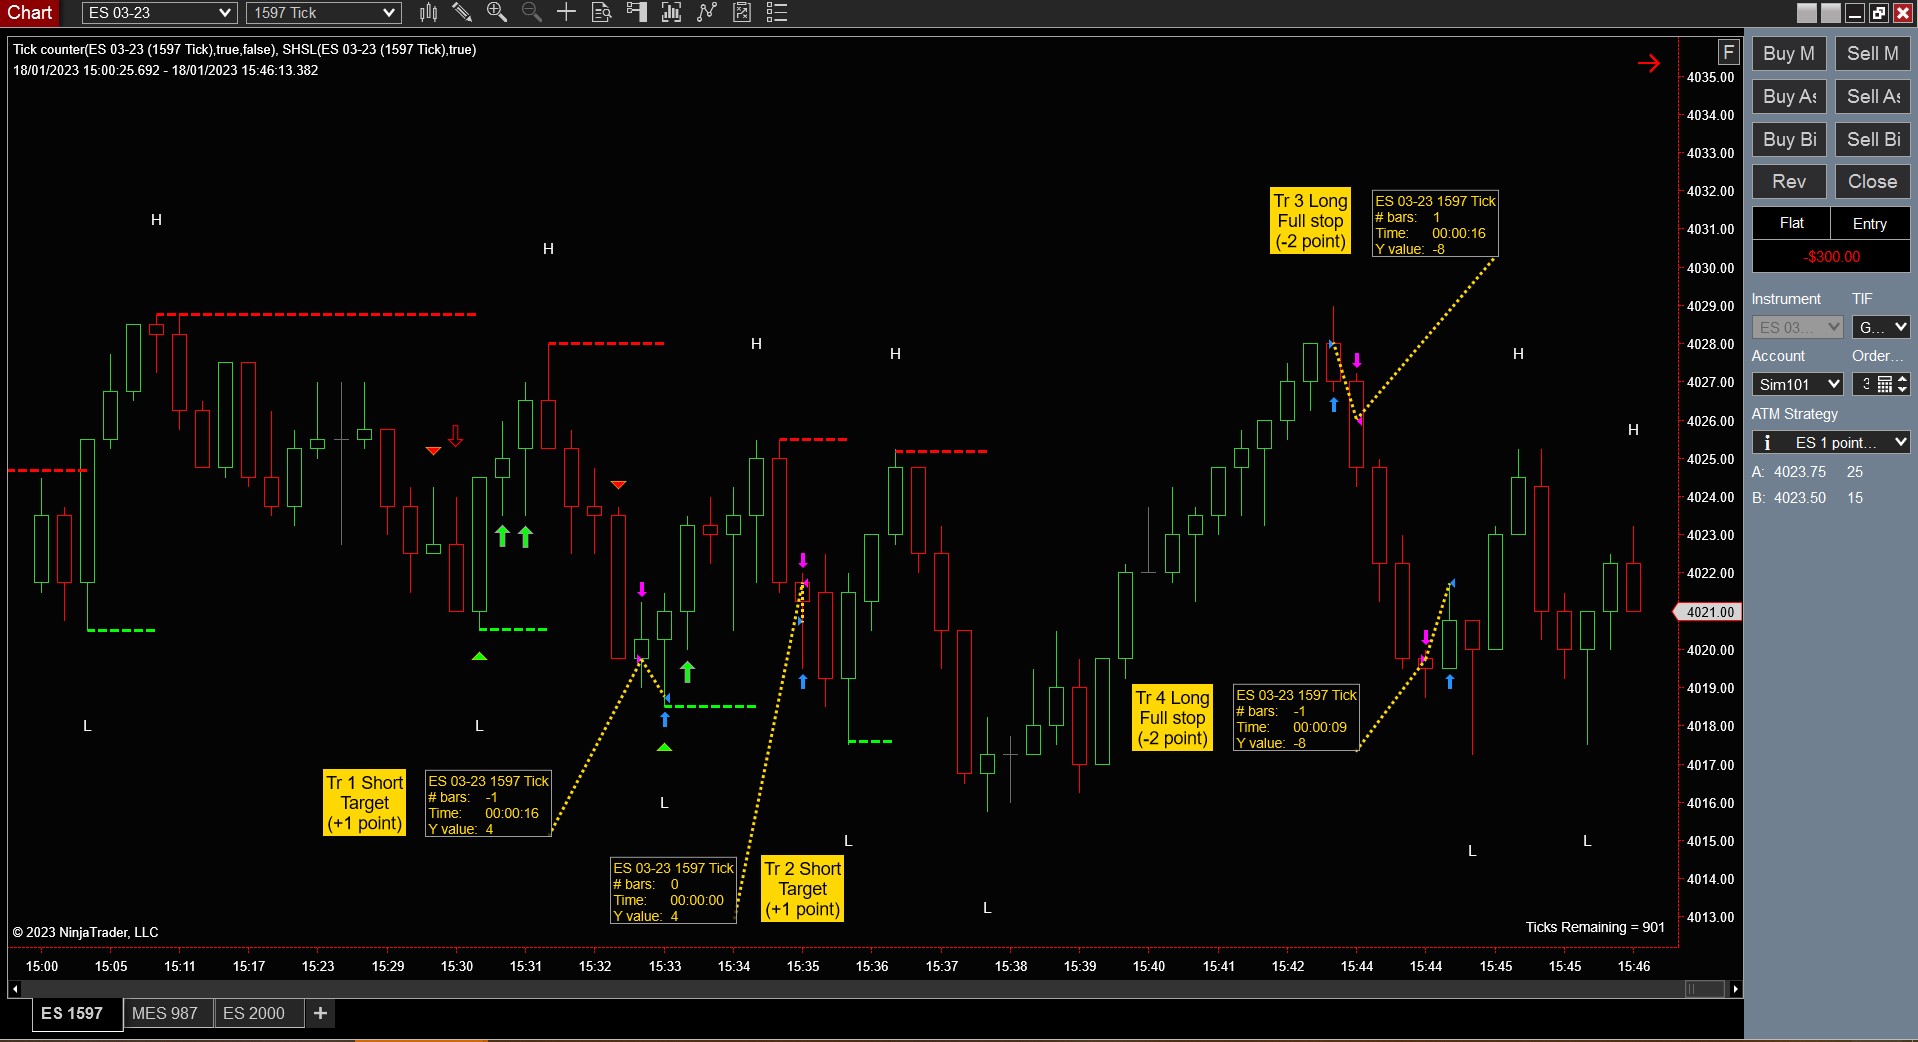 Chart
ES 03-23
1597 Tick
Tick counter(ES 03-23 (1597 Tick),true,false), SHSL(ES 03-23 (1597 Tick),true)
18/01/2023 15:00:25.692 - 18/01/2023 15:46:13.382
F
4035.00
4034.00
4033.00
4032.00
4031.00
4030.00
4029.00
4028.00
4027.00
4026.00
4025.00
4024.00
4023.00
4022.00
4021.00
4020.00
4019.00
4018.00
4017.00
4016.00
4015.00
4014.00
4013.00
H
H
H
H
H
H
L
L
L
L
L
L
L
Tr 3 Long
Full stop
(-2 point)
ES 03-23 1597 Tick
# bars: 1
Time: 00:00:16
Y value: -8
Tr 4 Long
Full stop
(-2 point)
ES 03-23 1597 Tick
# bars: -1
Time: 00:00:09
Y value: -8
Tr 1 Short
Target
(+1 point)
ES 03-23 1597 Tick
# bars: -1
Time: 00:00:16
Y value: 4
ES 03-23 1597 Tick
# bars: 0
Time: 00:00:00
Y value: 4
Tr 2 Short
Target
(+1 point)
© 2023 NinjaTrader, LLC
Ticks Remaining = 901
15:00 15:05 15:11 15:17 15:23 15:29 15:30 15:31 15:32 15:33 15:34 15:35 15:36 15:37 15:38 15:39 15:40 15:41 15:42 15:44 15:44 15:45 15:45 15:46
ES 1597
MES 987
ES 2000
+
Buy M
Sell M
Buy As
Sell As
Buy Bi
Sell Bi
Rev
Close
Flat
Entry
-$300.00
Instrument
TIF
ES 03...
G...
Account
Order...
Sim101
3
ATM Strategy
i ES 1 point...
A: 4023.75 25
B: 4023.50 15